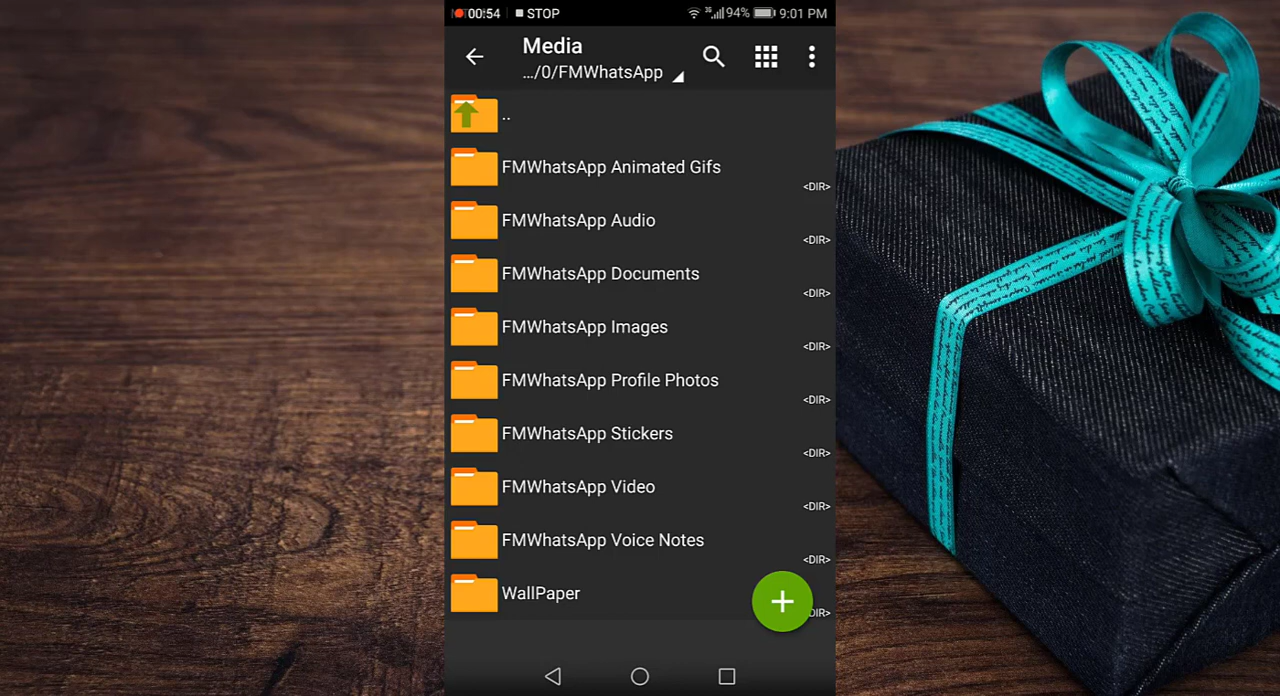 00:54 STOP 3G 94% 9:01 PM
Media
.../0/FMWhatsApp
..
FMWhatsApp Animated Gifs
<DIR>
FMWhatsApp Audio
<DIR>
FMWhatsApp Documents
<DIR>
FMWhatsApp Images
<DIR>
FMWhatsApp Profile Photos
<DIR>
FMWhatsApp Stickers
<DIR>
FMWhatsApp Video
<DIR>
FMWhatsApp Voice Notes
<DIR>
WallPaper
DIR>